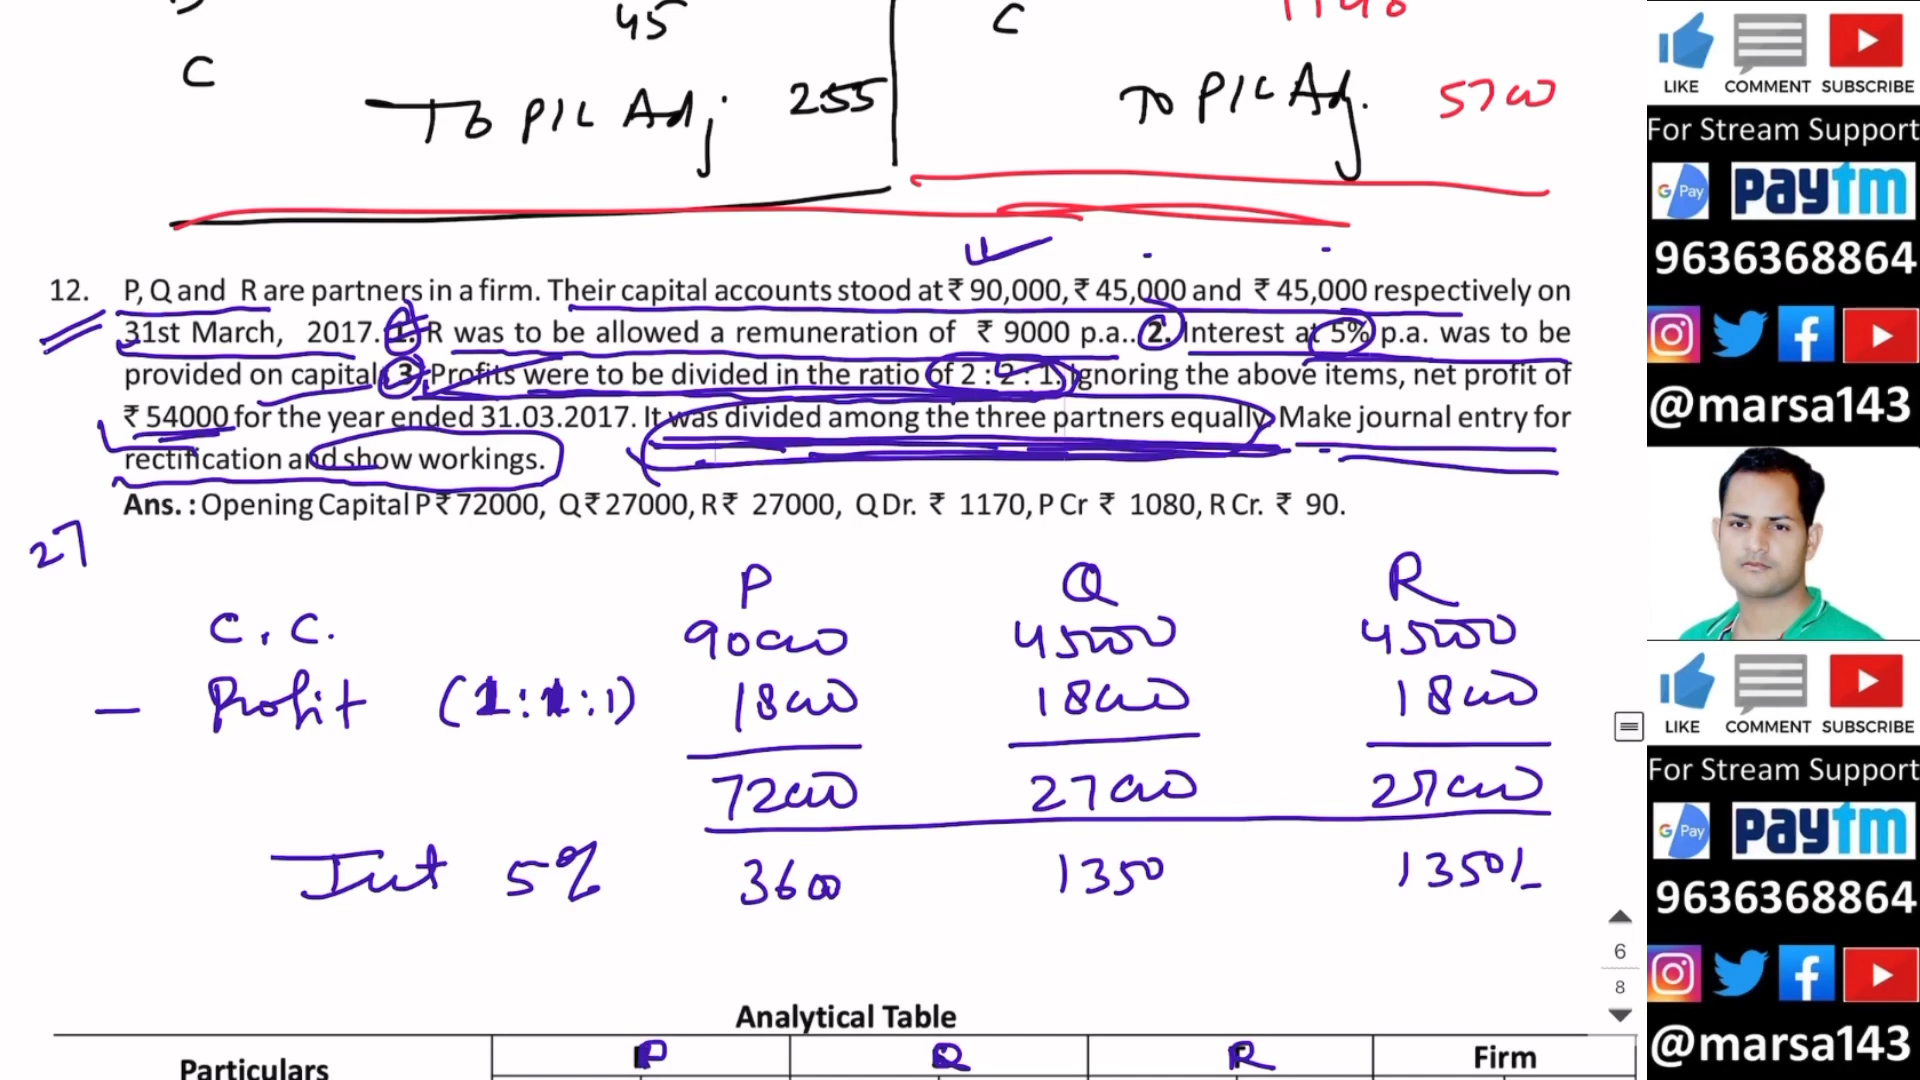 45
C
C
To P/L Adj. 255
To P/L Adj. 5700
12. P, Q and R are partners in a firm. Their capital accounts stood at ₹ 90,000, ₹ 45,000 and ₹ 45,000 respectively on
31st March, 2017. 1. R was to be allowed a remuneration of ₹ 9000 p.a.. 2. Interest at 5% p.a. was to be
provided on capital. 3. Profits were to be divided in the ratio of 2 : 2 : 1. Ignoring the above items, net profit of
₹ 54000 for the year ended 31.03.2017. It was divided among the three partners equally. Make journal entry for
rectification and show workings.
Ans. : Opening Capital P ₹ 72000, Q ₹ 27000, R ₹ 27000, Q Dr. ₹ 1170, P Cr ₹ 1080, R Cr. ₹ 90.
27
P Q R
C.C. 90000 45000 45000
- Profit (1:1:1) 18000 18000 18000
72000 27000 27000
Int 5% 3600 1350 1350/-
Analytical Table
Particulars P Q R Firm
6
8
LIKE COMMENT SUBSCRIBE
For Stream Support
G Pay paytm
9636368864
@marsa143
LIKE COMMENT SUBSCRIBE
For Stream Support
G Pay paytm
9636368864
@marsa143